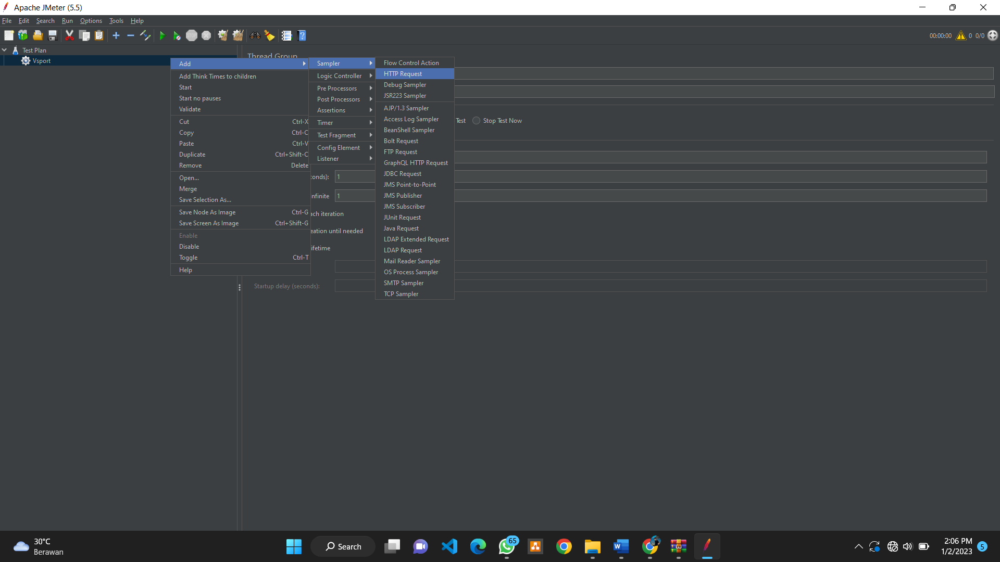 Apache JMeter (5.5)
File Edit Search Run Options Tools Help
00:00:00 0 0/0
Test Plan
Vsport
Thread Group
Add
Add Think Times to children
Start
Start no pauses
Validate
Cut Ctrl-X
Copy Ctrl-C
Paste Ctrl-V
Duplicate Ctrl+Shift-C
Remove Delete
Open...
Merge
Save Selection As...
Save Node As Image Ctrl-G
Save Screen As Image Ctrl+Shift-G
Enable
Disable
Toggle Ctrl-T
Help
Sampler
Logic Controller
Pre Processors
Post Processors
Assertions
Timer
Test Fragment
Config Element
Listener
Flow Control Action
HTTP Request
Debug Sampler
JSR223 Sampler
AJP/1.3 Sampler
Access Log Sampler
BeanShell Sampler
Bolt Request
FTP Request
GraphQL HTTP Request
JDBC Request
JMS Point-to-Point
JMS Publisher
JMS Subscriber
JUnit Request
Java Request
LDAP Extended Request
LDAP Request
Mail Reader Sampler
OS Process Sampler
SMTP Sampler
TCP Sampler
Test Stop Test Now
conds): 1
nfinite 1
ach iteration
eation until needed
ifetime
Startup delay (seconds):
30°C
Berawan
Search
65
2:06 PM
1/2/2023
5